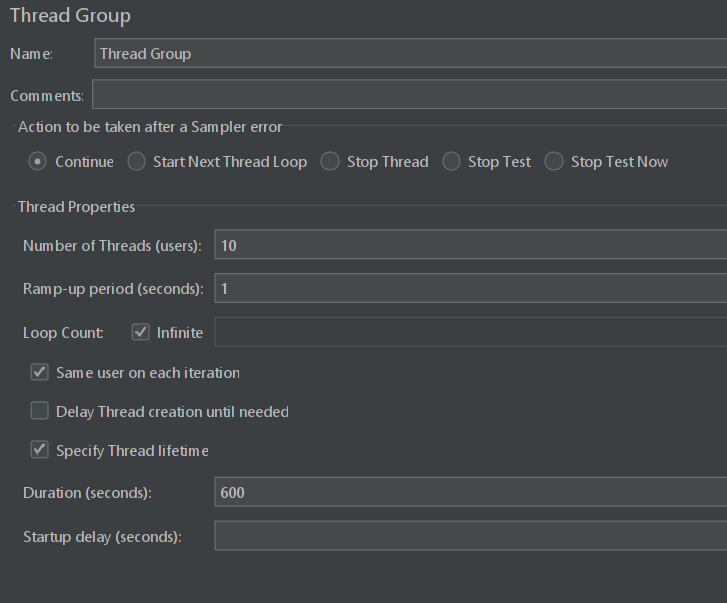 Thread Group
Name: Thread Group
Comments:
Action to be taken after a Sampler error
Continue Start Next Thread Loop Stop Thread Stop Test Stop Test Now
Thread Properties
Number of Threads (users): 10
Ramp-up period (seconds): 1
Loop Count: Infinite
Same user on each iteration
Delay Thread creation until needed
Specify Thread lifetime
Duration (seconds): 600
Startup delay (seconds):